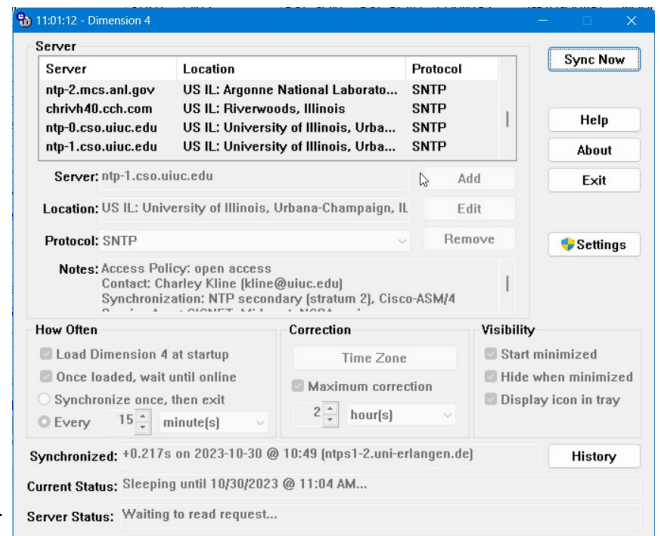 11:01:12 - Dimension 4
Server
Server Location Protocol
ntp-2.mcs.anl.gov US IL: Argonne National Laborato... SNTP
chrivh40.cch.com US IL: Riverwoods, Illinois SNTP
ntp-0.cso.uiuc.edu US IL: University of Illinois, Urba... SNTP
ntp-1.cso.uiuc.edu US IL: University of Illinois, Urba... SNTP
Sync Now
Help
About
Exit
Settings
Server: ntp-1.cso.uiuc.edu Add
Location: US IL: University of Illinois, Urbana-Champaign, IL Edit
Protocol: SNTP Remove
Notes: Access Policy: open access
Contact: Charley Kline (kline@uiuc.edu)
Synchronization: NTP secondary (stratum 2), Cisco-ASM/4
How Often
Load Dimension 4 at startup
Once loaded, wait until online
Synchronize once, then exit
Every 15 minute(s)
Correction
Time Zone
Maximum correction
2 hour(s)
Visibility
Start minimized
Hide when minimized
Display icon in tray
Synchronized: +0.217s on 2023-10-30 @ 10:49 (ntps1-2.uni-erlangen.de) History
Current Status: Sleeping until 10/30/2023 @ 11:04 AM...
Server Status: Waiting to read request...